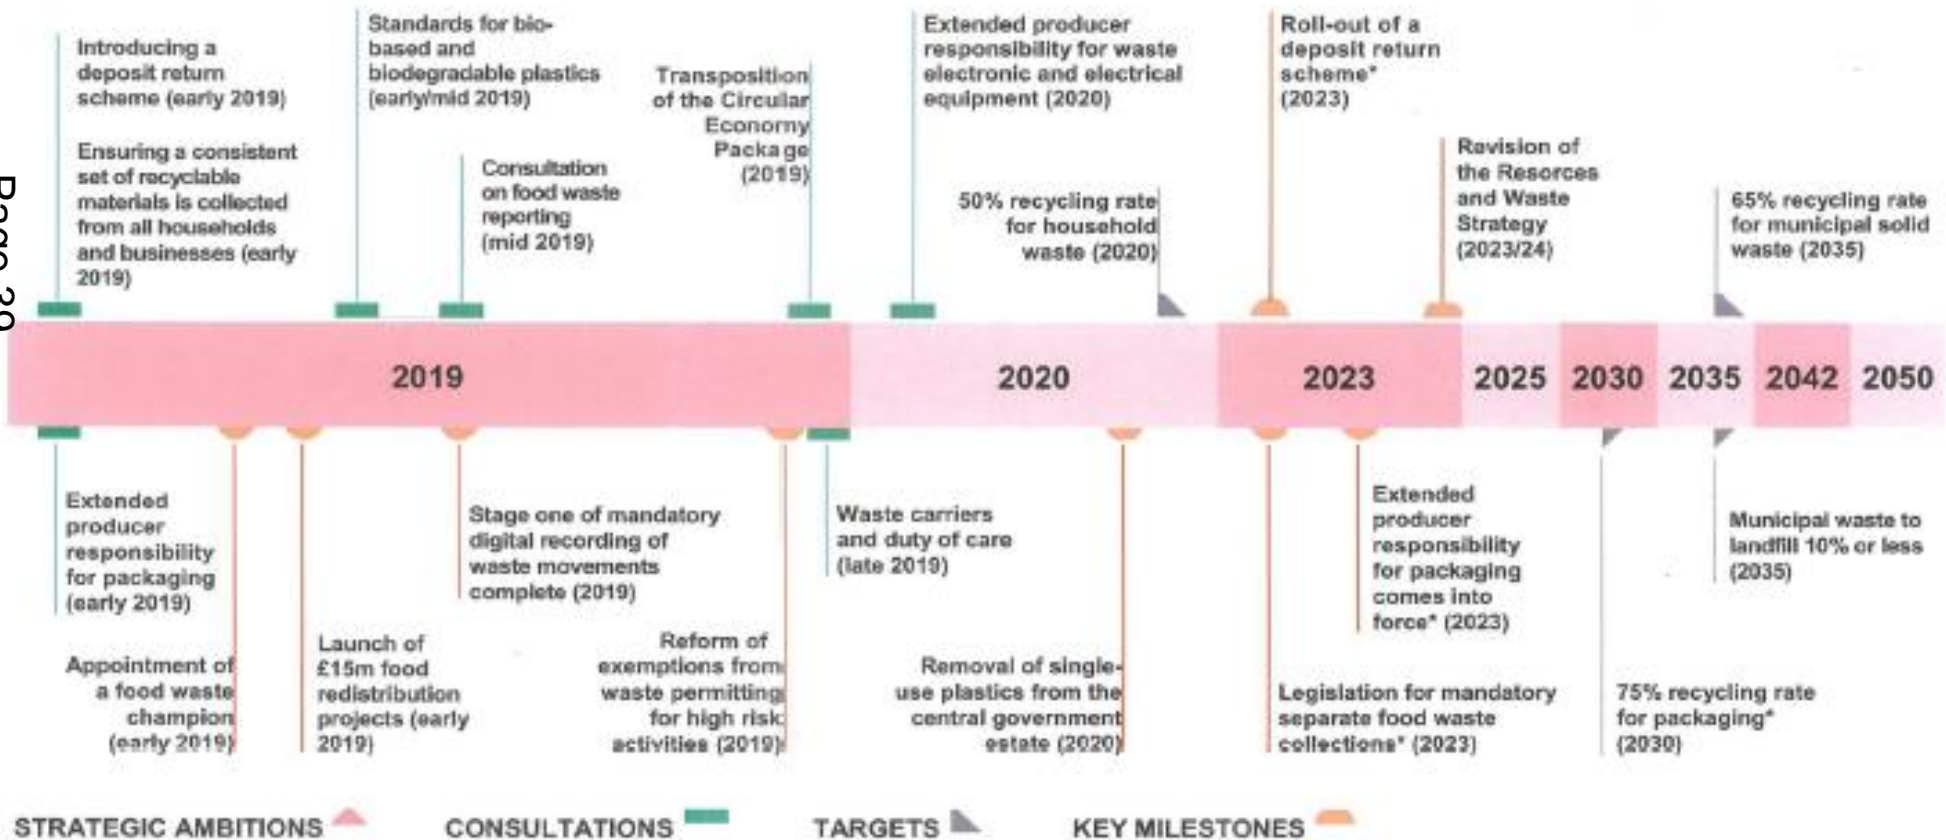 Introducing a
deposit return
scheme (early 2019)
Ensuring a consistent
set of recyclable
materials is collected
from all households
and businesses (early
2019)
Standards for bio-
based and
biodegradable plastics
(early/mid 2019)
Consultation
on food waste
reporting
(mid 2019)
Transposition
of the Circular
Economy
Package
(2019)
Extended producer
responsibility for waste
electronic and electrical
equipment (2020)
50% recycling rate
for household
waste (2020)
Roll-out of a
deposit return
scheme*
(2023)
Revision of
the Resorces
and Waste
Strategy
(2023/24)
65% recycling rate
for municipal solid
waste (2035)
2019
2020
2023
2025
2030
2035
2042
2050
Extended
producer
responsibility
for packaging
(early 2019)
Appointment of
a food waste
champion
(early 2019)
Launch of
£15m food
redistribution
projects (early
2019)
Stage one of mandatory
digital recording of
waste movements
complete (2019)
Reform of
exemptions from
waste permitting
for high risk
activities (2019)
Waste carriers
and duty of care
(late 2019)
Removal of single-
use plastics from the
central government
estate (2020)
Legislation for mandatory
separate food waste
collections* (2023)
Extended
producer
responsibility
for packaging
comes into
force* (2023)
75% recycling rate
for packaging*
(2030)
Municipal waste to
landfill 10% or less
(2035)
STRATEGIC AMBITIONS
CONSULTATIONS
TARGETS
KEY MILESTONES